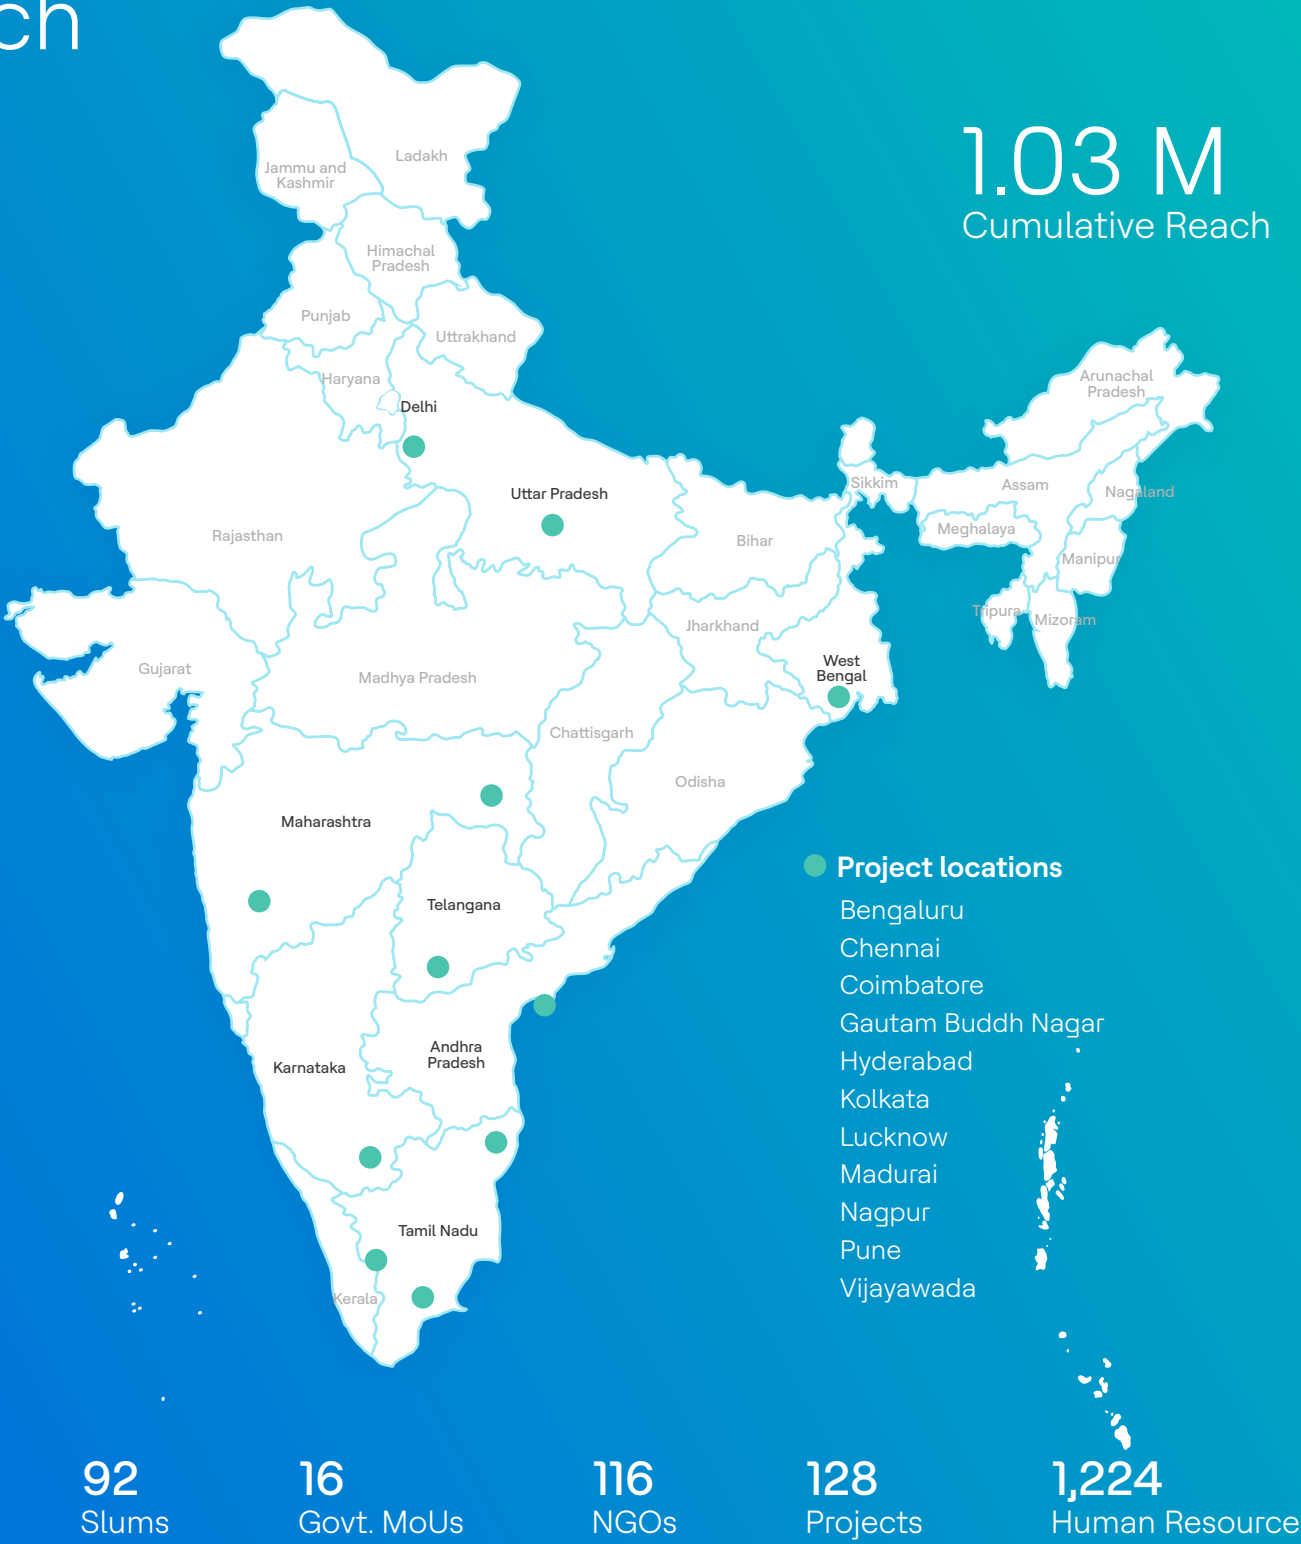 ch
1.03 M
Cumulative Reach
Ladakh
Jammu and
Kashmir
Himachal
Pradesh
Punjab
Uttrakhand
Haryana
Delhi
Arunachal
Pradesh
Uttar Pradesh
Sikkim
Assam
Nagaland
Rajasthan
Bihar
Meghalaya
Manipur
Tripura
Mizoram
Jharkhand
Gujarat
Madhya Pradesh
West
Bengal
Chattisgarh
Odisha
Maharashtra
Telangana
Karnataka
Andhra
Pradesh
Tamil Nadu
Kerala
Project locations
Bengaluru
Chennai
Coimbatore
Gautam Buddh Nagar
Hyderabad
Kolkata
Lucknow
Madurai
Nagpur
Pune
Vijayawada
92
Slums
16
Govt. MoUs
116
NGOs
128
Projects
1,224
Human Resource